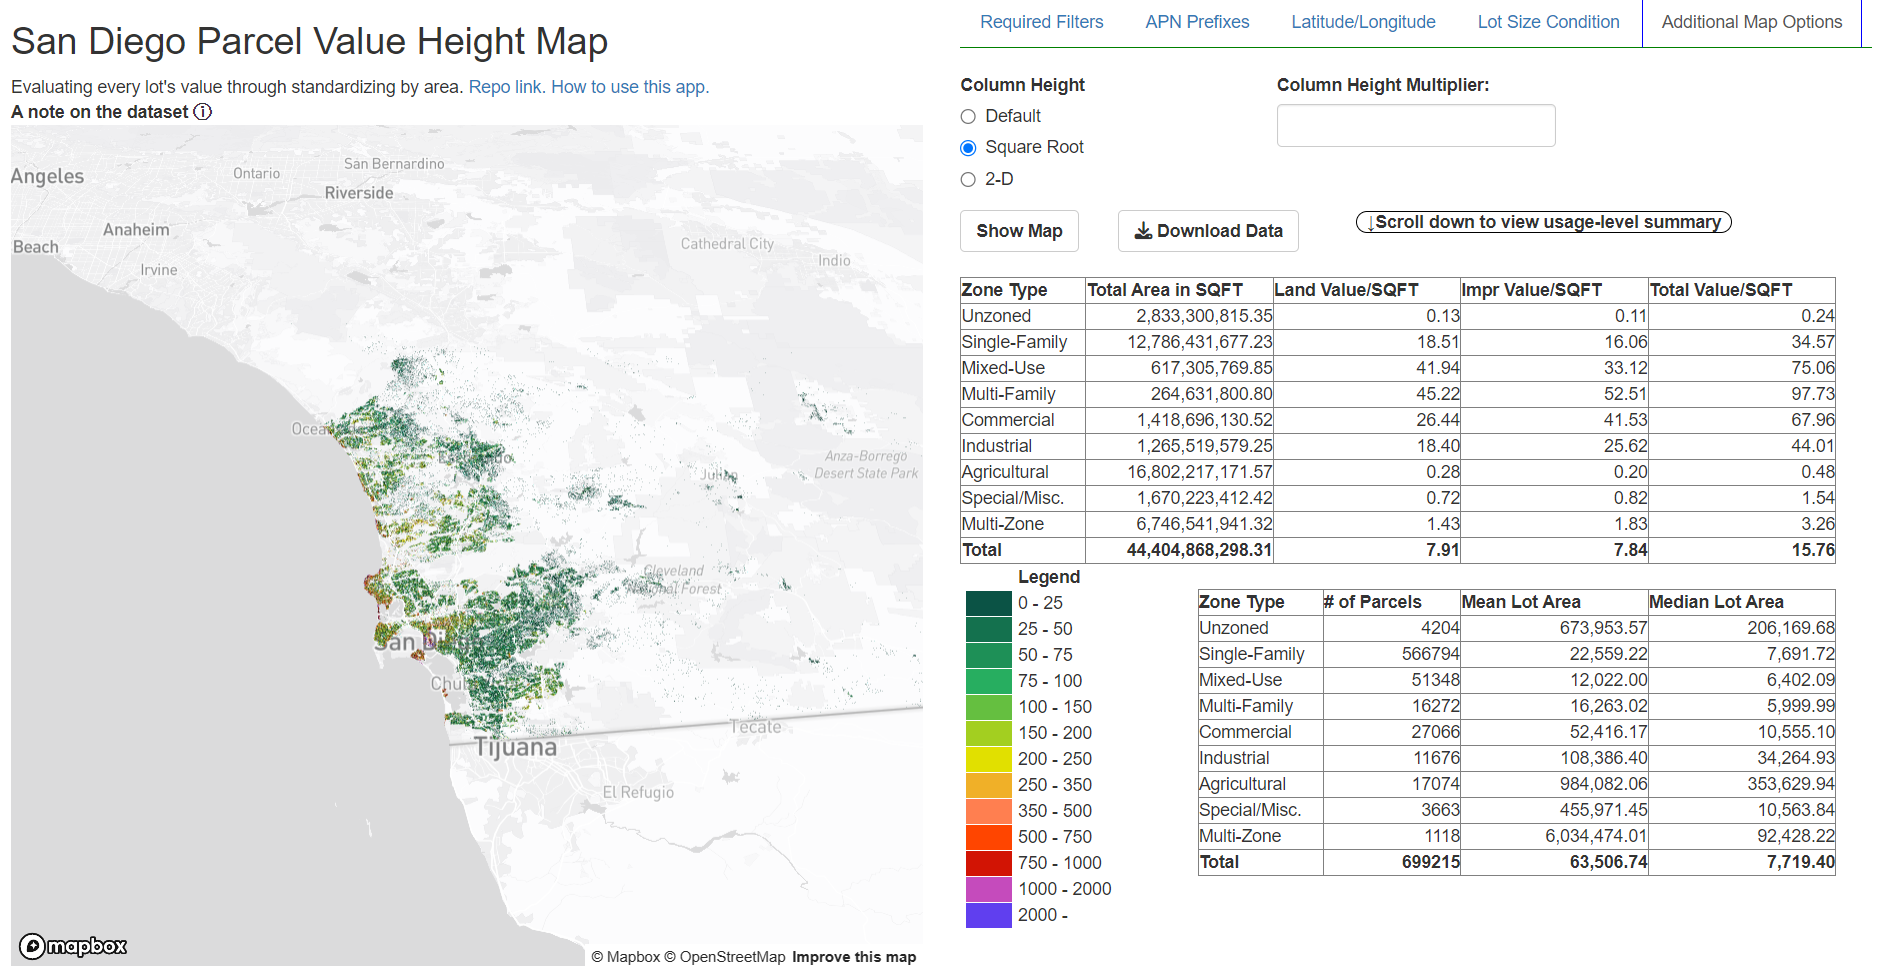 San Diego Parcel Value Height Map
Evaluating every lot's value through standardizing by area. Repo link. How to use this app.
A note on the dataset ⓘ
Angeles
Ontario
San Bernardino
Riverside
Anaheim
Beach
Irvine
Cathedral City
Indio
Anza-Borrego
Desert State Park
Cleveland
National Forest
San Diego
Tecate
Tijuana
El Refugio
mapbox
© Mapbox © OpenStreetMap Improve this map
Required Filters APN Prefixes Latitude/Longitude Lot Size Condition Additional Map Options
Column Height
Default
Square Root
2-D
Column Height Multiplier:
Show Map
Download Data
↓Scroll down to view usage-level summary
Zone Type Total Area in SQFT Land Value/SQFT Impr Value/SQFT Total Value/SQFT
Unzoned 2,833,300,815.35 0.13 0.11 0.24
Single-Family 12,786,431,677.23 18.51 16.06 34.57
Mixed-Use 617,305,769.85 41.94 33.12 75.06
Multi-Family 264,631,800.80 45.22 52.51 97.73
Commercial 1,418,696,130.52 26.44 41.53 67.96
Industrial 1,265,519,579.25 18.40 25.62 44.01
Agricultural 16,802,217,171.57 0.28 0.20 0.48
Special/Misc. 1,670,223,412.42 0.72 0.82 1.54
Multi-Zone 6,746,541,941.32 1.43 1.83 3.26
Total 44,404,868,298.31 7.91 7.84 15.76
Legend
0 - 25
25 - 50
50 - 75
75 - 100
100 - 150
150 - 200
200 - 250
250 - 350
350 - 500
500 - 750
750 - 1000
1000 - 2000
2000 -
Zone Type # of Parcels Mean Lot Area Median Lot Area
Unzoned 4204 673,953.57 206,169.68
Single-Family 566794 22,559.22 7,691.72
Mixed-Use 51348 12,022.00 6,402.09
Multi-Family 16272 16,263.02 5,999.99
Commercial 27066 52,416.17 10,555.10
Industrial 11676 108,386.40 34,264.93
Agricultural 17074 984,082.06 353,629.94
Special/Misc. 3663 455,971.45 10,563.84
Multi-Zone 1118 6,034,474.01 92,428.22
Total 699215 63,506.74 7,719.40